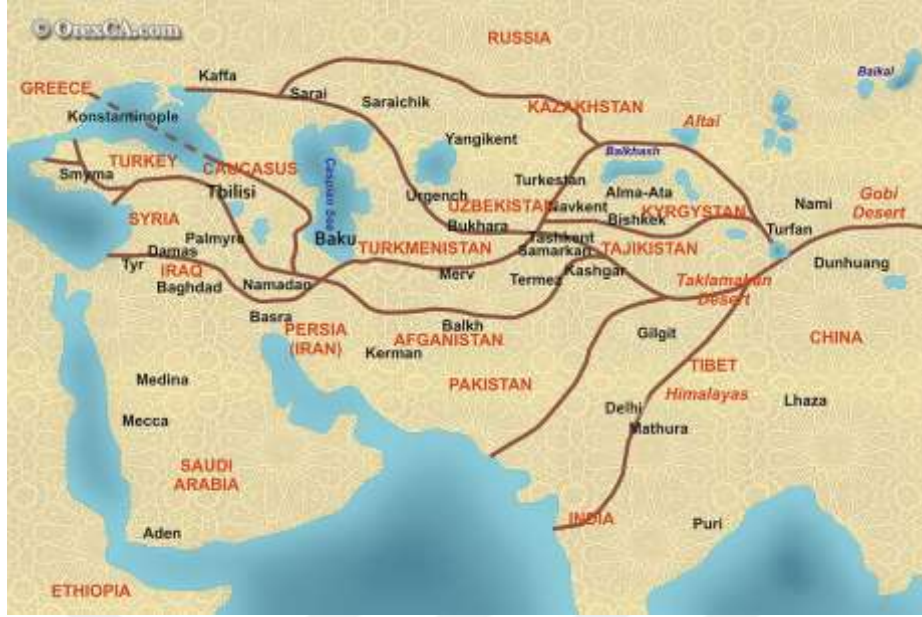 © OrexCA.com
RUSSIA
Baikal
Kaffa
GREECE
Sarai
Saraichik
KAZAKHSTAN
Konstantinople
Altai
Yangikent
Balkhash
TURKEY
CAUCASUS
Smyrna
Caspian Sea
Turkestan
Tbilisi
Urgench
Alma-Ata
Gobi
Desert
UZBEKISTAN
Navkent
Nami
SYRIA
Bishkek
KYRGYSTAN
Bukhara
Turfan
Palmyre
Baku
Tashkent
Damas
TURKMENISTAN
Samarkan
TAJIKISTAN
Tyr
IRAQ
Merv
Kashgar
Dunhuang
Baghdad
Namadan
Termez
Taklamakan
Desert
Basra
Balkh
PERSIA
(IRAN)
AFGANISTAN
Gilgit
CHINA
Kerman
TIBET
Medina
PAKISTAN
Himalayas
Lhaza
Delhi
Mecca
Mathura
SAUDI
ARABIA
INDIA
Puri
Aden
ETHIOPIA